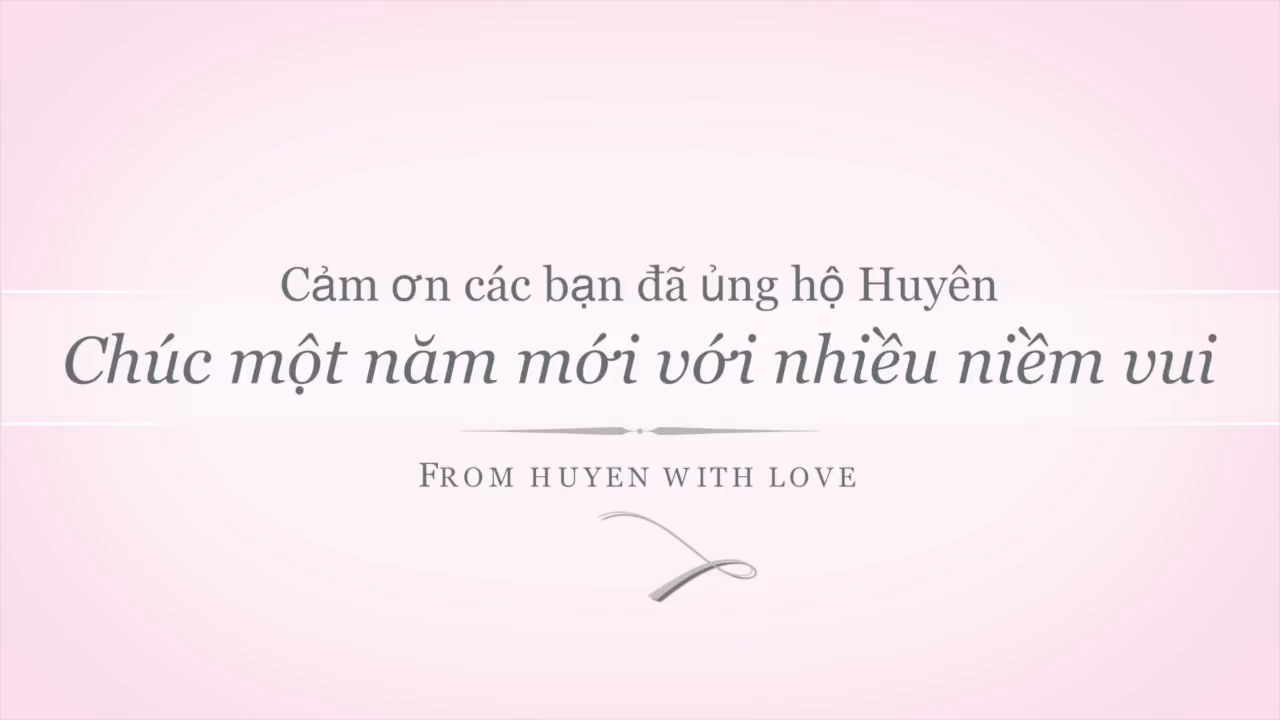 Cảm ơn các bạn đã ủng hộ Huyên
Chúc một năm mới với nhiều niềm vui
FROM HUYEN WITH LOVE